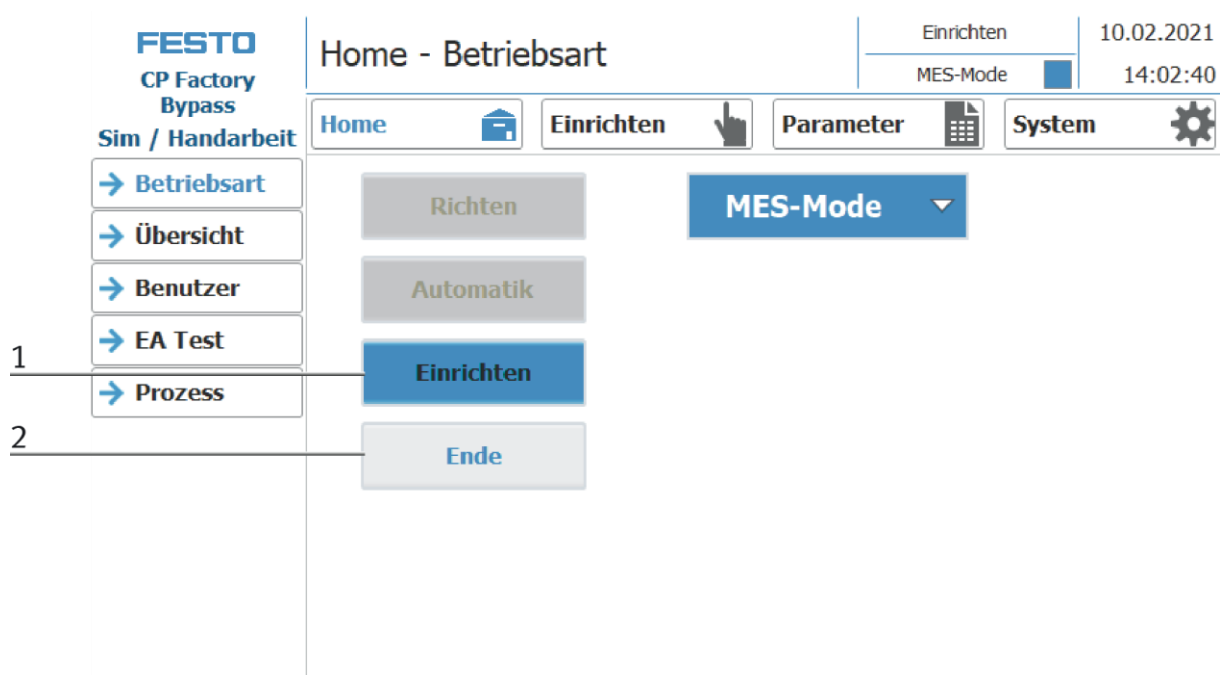 FESTO
CP Factory
Bypass
Sim / Handarbeit
Home - Betriebsart
Einrichten
MES-Mode
10.02.2021
14:02:40
Home
Einrichten
Parameter
System
Betriebsart
Übersicht
Benutzer
EA Test
Prozess
Richten
MES-Mode
Automatik
1
Einrichten
2
Ende